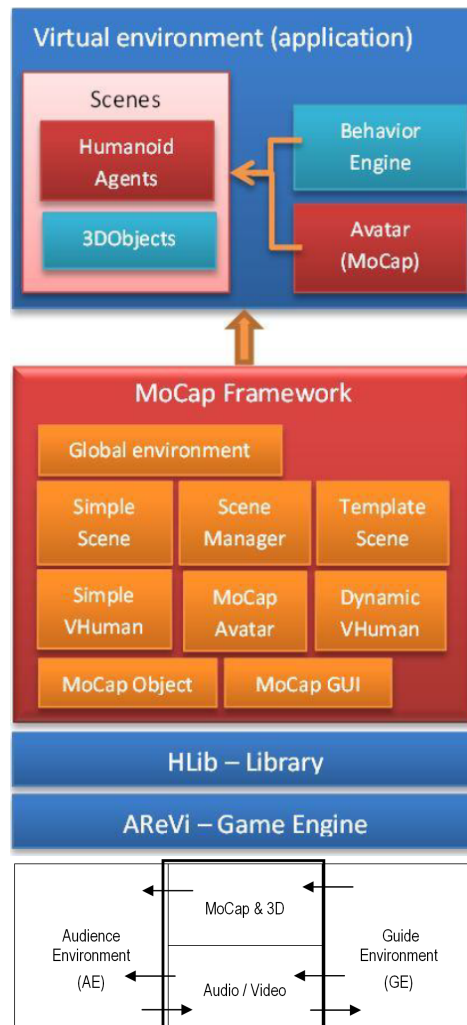 Virtual environment (application)
Scenes
Humanoid
Agents
3DObjects
Behavior
Engine
Avatar
(MoCap)
MoCap Framework
Global environment
Simple
Scene
Scene
Manager
Template
Scene
Simple
VHuman
MoCap
Avatar
Dynamic
VHuman
MoCap Object
MoCap GUI
HLib – Library
AReVi – Game Engine
Audience
Environment
(AE)
MoCap & 3D
Audio / Video
Guide
Environment
(GE)